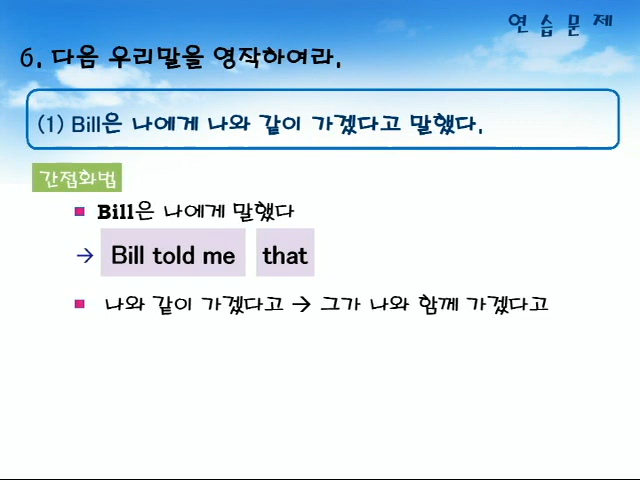 연 습 문 제
6. 다음 우리말을 영작하여라.
(1) Bill은 나에게 나와 같이 가겠다고 말했다.
간접화법
Bill은 나에게 말했다
→ Bill told me that
나와 같이 가겠다고 → 그가 나와 함께 가겠다고